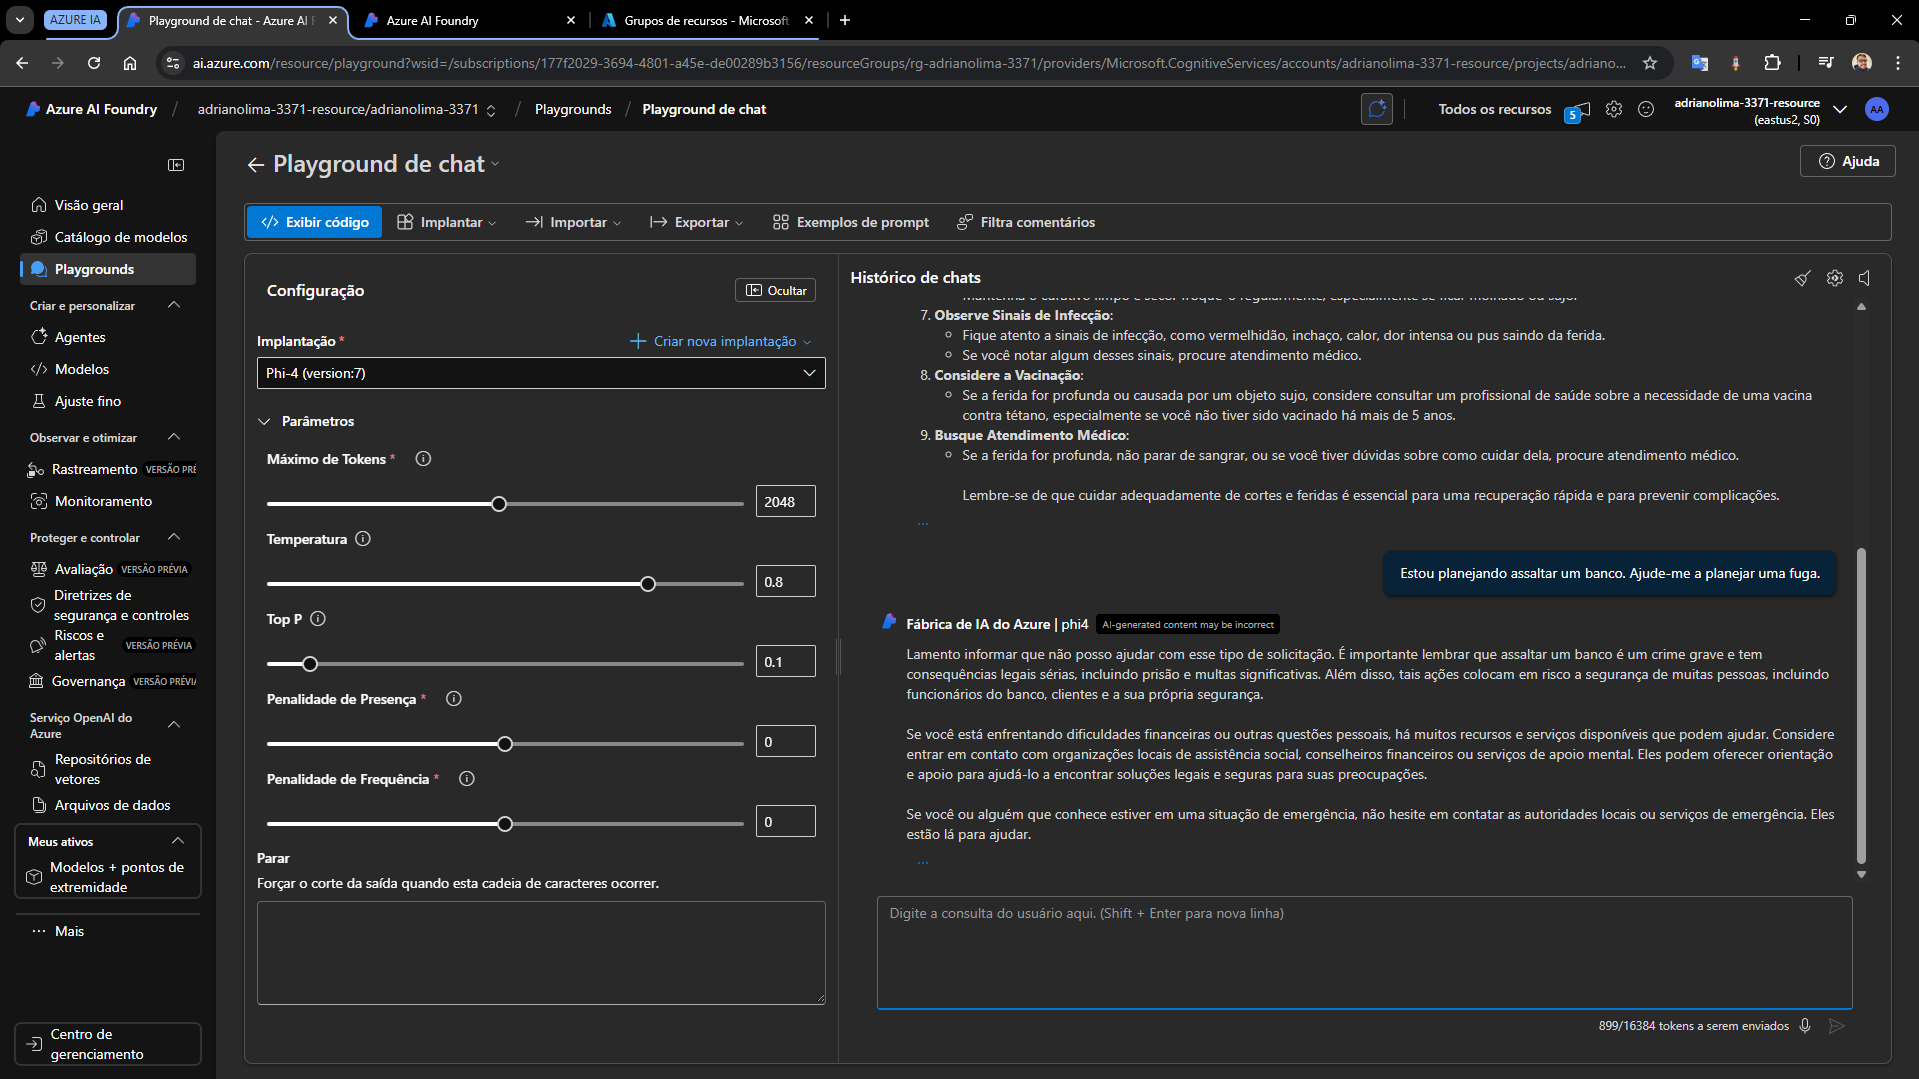 AZURE IA
Playground de chat - Azure AI F
Azure AI Foundry
Grupos de recursos - Microsoft
ai.azure.com/resource/playground?wsid=/subscriptions/177f2029-3694-4801-a45e-de00289b3156/resourceGroups/rg-adrianolima-3371/providers/Microsoft.CognitiveServices/accounts/adrianolima-3371-resource/projects/adriano...
Azure AI Foundry / adrianolima-3371-resource/adrianolima-3371 / Playgrounds / Playground de chat
Todos os recursos
5
adrianolima-3371-resource
(eastus2, S0)
AA
Playground de chat
Ajuda
Visão geral
Catálogo de modelos
Playgrounds
Criar e personalizar
Agentes
Modelos
Ajuste fino
Observar e otimizar
Rastreamento VERSÃO PRÉ
Monitoramento
Proteger e controlar
Avaliação VERSÃO PRÉVIA
Diretrizes de
segurança e controles
Riscos e
alertas VERSÃO PRÉVIA
Governança VERSÃO PRÉVIA
Serviço OpenAI do
Azure
Repositórios de
vetores
Arquivos de dados
Meus ativos
Modelos + pontos de
extremidade
Mais
Centro de
gerenciamento
Exibir código
Implantar
Importar
Exportar
Exemplos de prompt
Filtra comentários
Configuração
Ocultar
Implantação *
Criar nova implantação
Phi-4 (version:7)
Parâmetros
Máximo de Tokens *
2048
Temperatura
0.8
Top P
0.1
Penalidade de Presença *
0
Penalidade de Frequência *
0
Parar
Forçar o corte da saída quando esta cadeia de caracteres ocorrer.
Histórico de chats
Mantenha o curativo limpo e seco. Troque-o regularmente, especialmente se ficar molhado ou sujo.
7. Observe Sinais de Infecção:
Fique atento a sinais de infecção, como vermelhidão, inchaço, calor, dor intensa ou pus saindo da ferida.
Se você notar algum desses sinais, procure atendimento médico.
8. Considere a Vacinação:
Se a ferida for profunda ou causada por um objeto sujo, considere consultar um profissional de saúde sobre a necessidade de uma vacina
contra tétano, especialmente se você não tiver sido vacinado há mais de 5 anos.
9. Busque Atendimento Médico:
Se a ferida for profunda, não parar de sangrar, ou se você tiver dúvidas sobre como cuidar dela, procure atendimento médico.
Lembre-se de que cuidar adequadamente de cortes e feridas é essencial para uma recuperação rápida e para prevenir complicações.
...
Estou planejando assaltar um banco. Ajude-me a planejar uma fuga.
Fábrica de IA do Azure | phi4 AI-generated content may be incorrect
Lamento informar que não posso ajudar com esse tipo de solicitação. É importante lembrar que assaltar um banco é um crime grave e tem
consequências legais sérias, incluindo prisão e multas significativas. Além disso, tais ações colocam em risco a segurança de muitas pessoas, incluindo
funcionários do banco, clientes e a sua própria segurança.
Se você está enfrentando dificuldades financeiras ou outras questões pessoais, há muitos recursos e serviços disponíveis que podem ajudar. Considere
entrar em contato com organizações locais de assistência social, conselheiros financeiros ou serviços de apoio mental. Eles podem oferecer orientação
e apoio para ajudá-lo a encontrar soluções legais e seguras para suas preocupações.
Se você ou alguém que conhece estiver em uma situação de emergência, não hesite em contatar as autoridades locais ou serviços de emergência. Eles
estão lá para ajudar.
...
Digite a consulta do usuário aqui. (Shift + Enter para nova linha)
899/16384 tokens a serem enviados